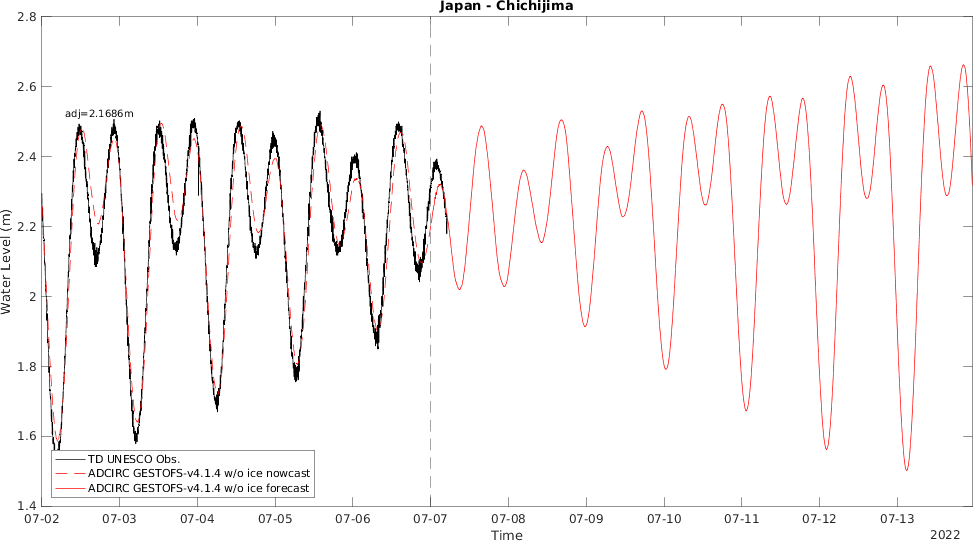 Japan - Chichijima
2.8
2.6
2.4
2.2
2
1.8
1.6
1.4
Water Level (m)
adj=2.1686m
TD UNESCO Obs.
ADCIRC GESTOFS-v4.1.4 w/o ice nowcast
ADCIRC GESTOFS-v4.1.4 w/o ice forecast
07-02 07-03 07-04 07-05 07-06 07-07 07-08 07-09 07-10 07-11 07-12 07-13
Time
2022